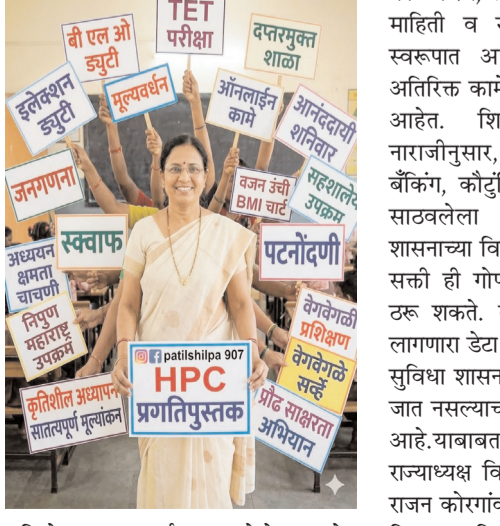 TET
परीक्षा
बी एल ओ
ड्युटी
दप्तरमुक्त
शाळा
इलेक्शन
ड्युटी
मूल्यवर्धन
ऑनलाईन
कामे
आनंददायी
शनिवार
जनगणना
वजन उंची
BMI चार्ट
सहशालेय
उपक्रम
स्क्वाफ
पटनोंदणी
अध्ययन
क्षमता
चाचणी
निपुण
महाराष्ट्र
उपक्रम
वेगवेगळी
प्रशिक्षण
वेगवेगळे
सर्व्हे
कृतिशील अध्यापन
सातत्यपूर्ण मूल्यांकन
patilshilpa 907
HPC
प्रगतिपुस्तक
प्रौढ साक्षरता
अभियान
माहिती व
स्वरूपात
अतिरिक्त
आहेत.
नाराजीनुसार,
बँकिंग,
साठवलेला
शासनाच्या
सक्ती ही
ठरू शकते.
लागणारा डेटा
सुविधा शासन
जात
आहे.याबाबत
राज्याध्यक्ष
राजन